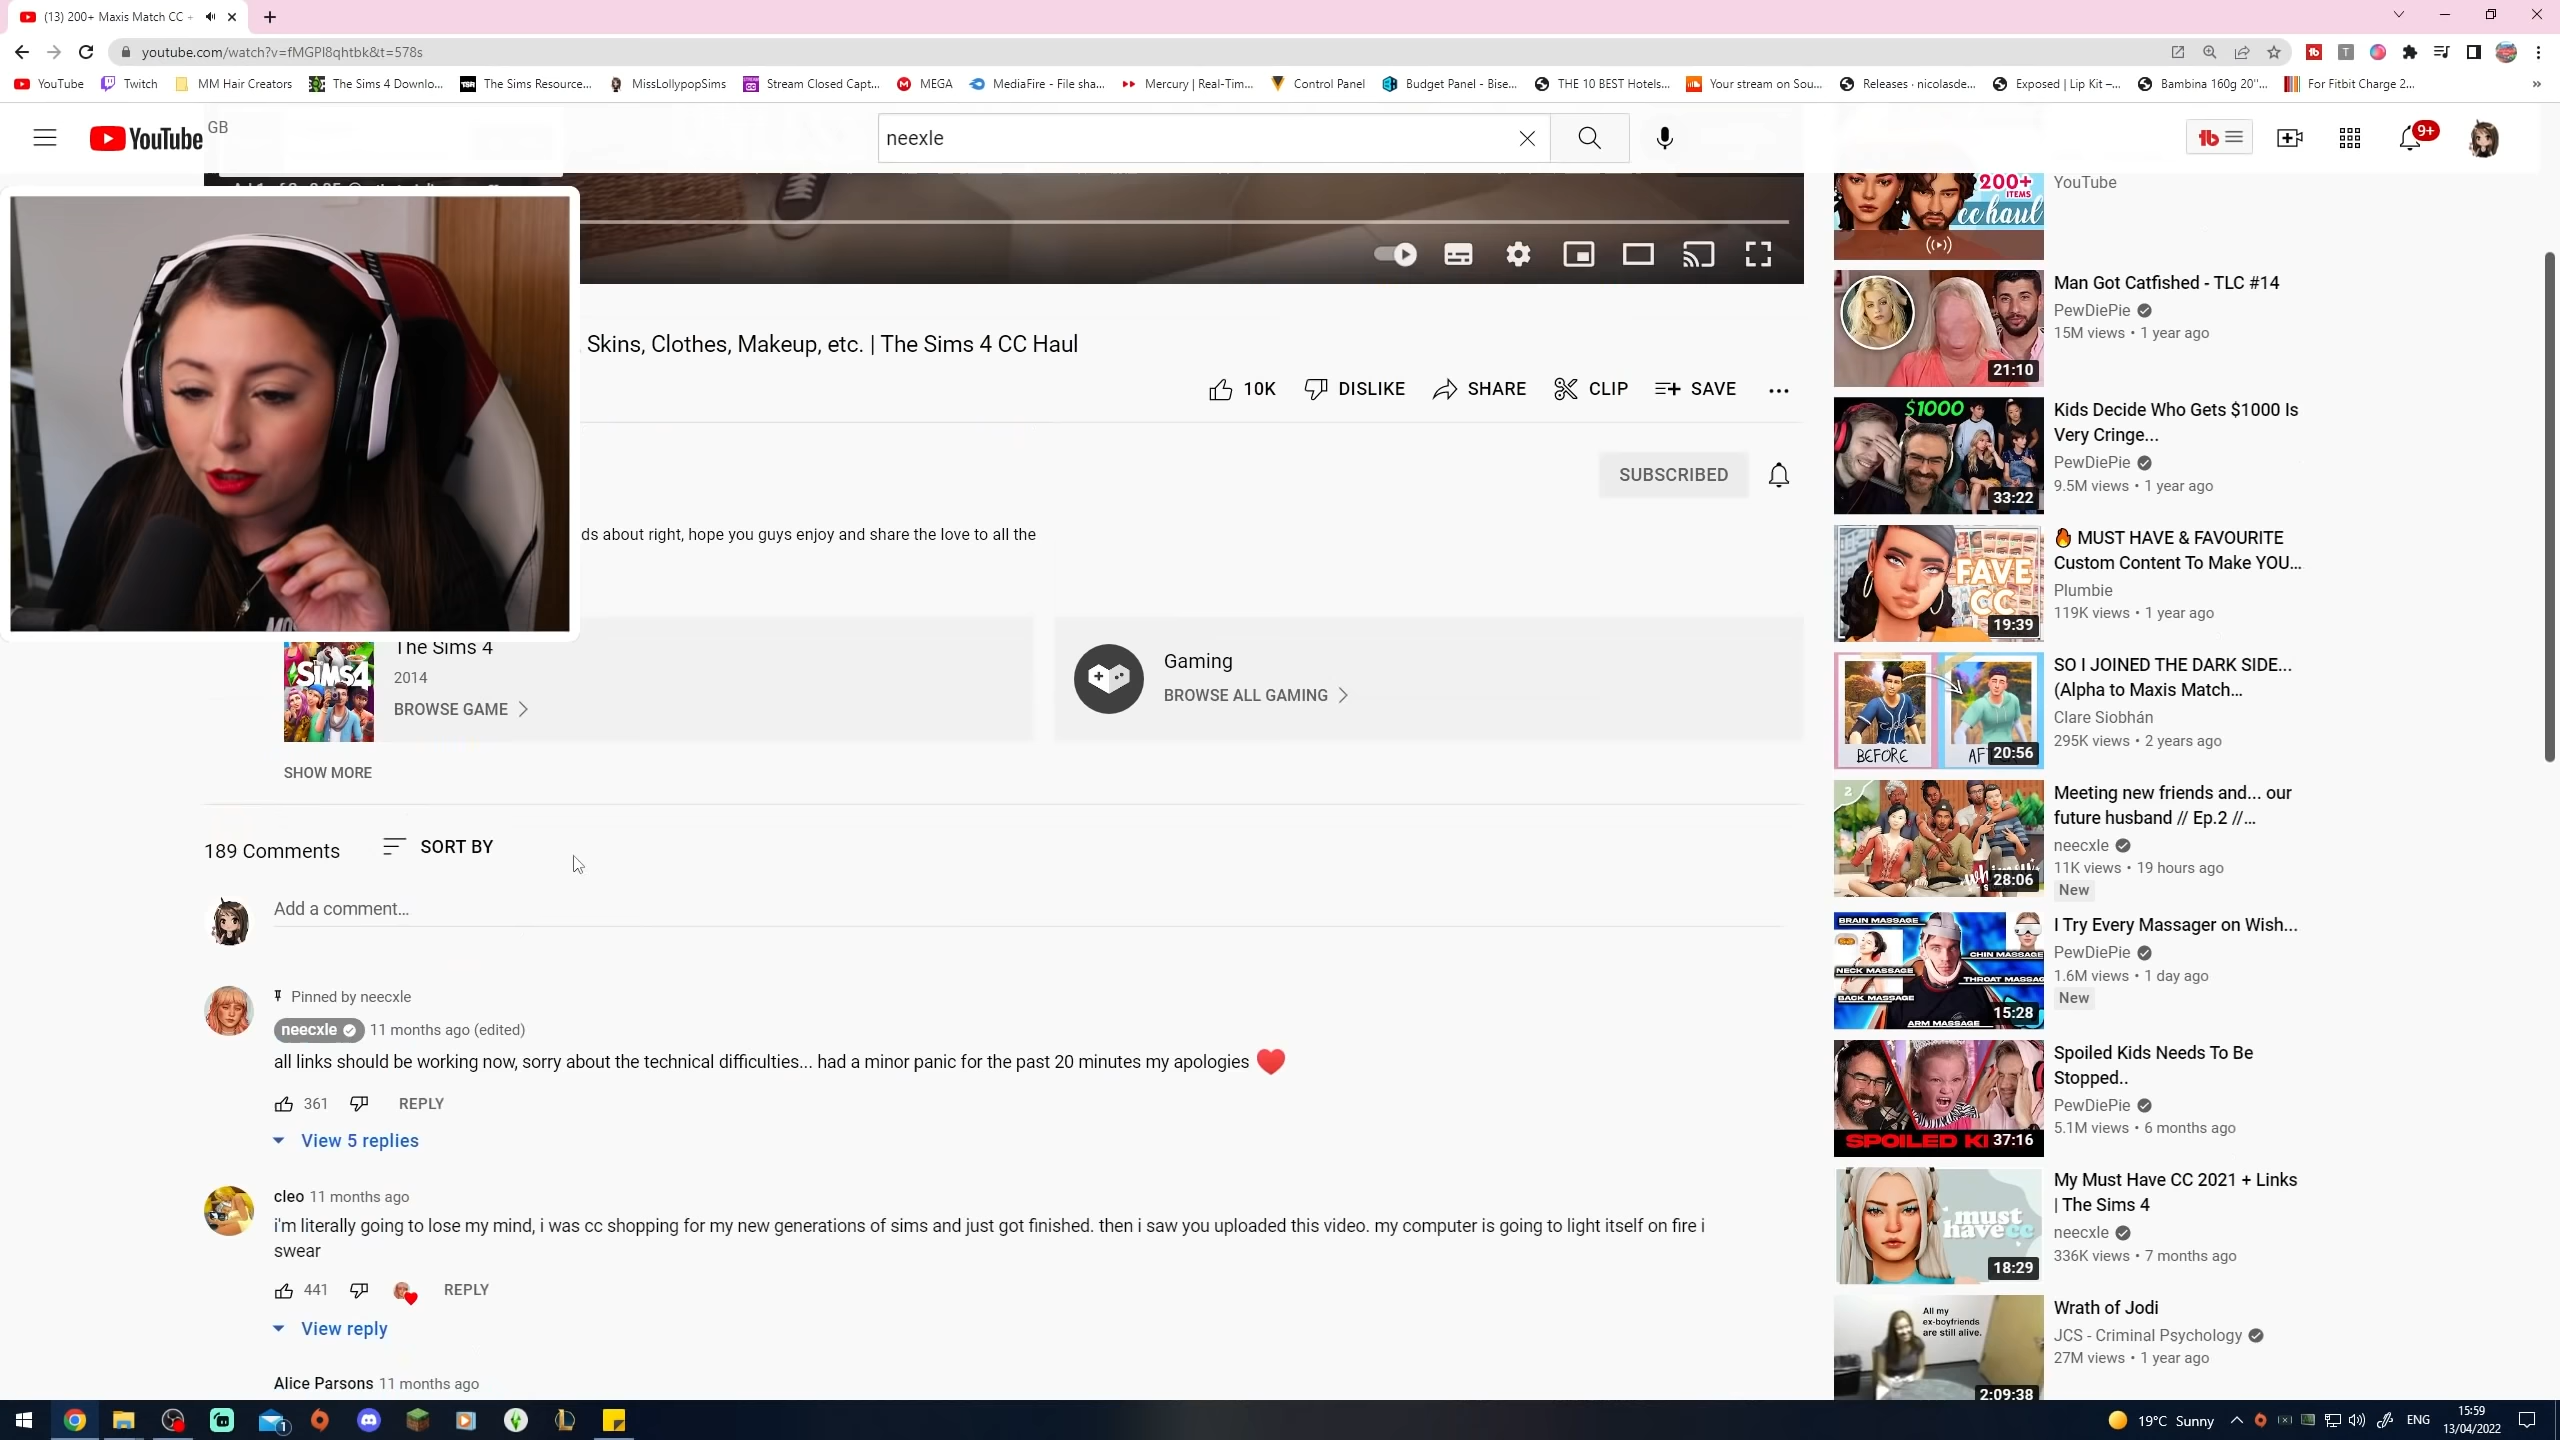 (13) 200+ Maxis Match CC
youtube.com/watch?v=fMGPI8qhtbk&t=578s
YouTube
Twitch
MM Hair Creators
The Sims 4 Downlo...
The Sims Resource...
MissLollypopSims
Stream Closed Capt...
MEGA
MediaFire - File sha...
Mercury | Real-Tim...
Control Panel
Budget Panel - Bise...
THE 10 BEST Hotels...
Your stream on Sou...
Releases · nicolasde...
Exposed | Lip Kit –...
Bambina 160g 20"...
For Fitbit Charge 2...
YouTube GB
neexle
9+
Skins, Clothes, Makeup, etc. | The Sims 4 CC Haul
10K DISLIKE SHARE CLIP SAVE
SUBSCRIBED
ds about right, hope you guys enjoy and share the love to all the
The Sims 4
2014
BROWSE GAME
Gaming
BROWSE ALL GAMING
SHOW MORE
189 Comments SORT BY
Add a comment...
Pinned by neecxle
neecxle 11 months ago (edited)
all links should be working now, sorry about the technical difficulties... had a minor panic for the past 20 minutes my apologies ❤
361 REPLY
View 5 replies
cleo 11 months ago
i'm literally going to lose my mind, i was cc shopping for my new generations of sims and just got finished. then i saw you uploaded this video. my computer is going to light itself on fire i
swear
441 REPLY
View reply
Alice Parsons 11 months ago
200+
ITEMS
cc haul
YouTube
21:10
Man Got Catfished - TLC #14
PewDiePie
15M views • 1 year ago
$1000
33:22
Kids Decide Who Gets $1000 Is
Very Cringe...
PewDiePie
9.5M views • 1 year ago
FAVE
CC
19:39
🔥 MUST HAVE & FAVOURITE
Custom Content To Make YOU...
Plumbie
119K views • 1 year ago
BEFORE
20:56
SO I JOINED THE DARK SIDE...
(Alpha to Maxis Match...
Clare Siobhán
295K views • 2 years ago
2
28:06
Meeting new friends and... our
future husband // Ep.2 //...
neecxle
11K views • 19 hours ago
New
BRAIN MASSAGE
CHIN MASSAGE
NECK MASSAGE
THROAT MASSAG
BACK MASSAGE
ARM MASSAGE
15:28
I Try Every Massager on Wish...
PewDiePie
1.6M views • 1 day ago
New
SPOILED KI
37:16
Spoiled Kids Needs To Be
Stopped..
PewDiePie
5.1M views • 6 months ago
must
have cc
18:29
My Must Have CC 2021 + Links
| The Sims 4
neecxle
336K views • 7 months ago
All my
ex-boyfriends
are still alive.
2:09:38
Wrath of Jodi
JCS - Criminal Psychology
27M views • 1 year ago
SIMS4
1
19°C Sunny
ENG
15:59
13/04/2022